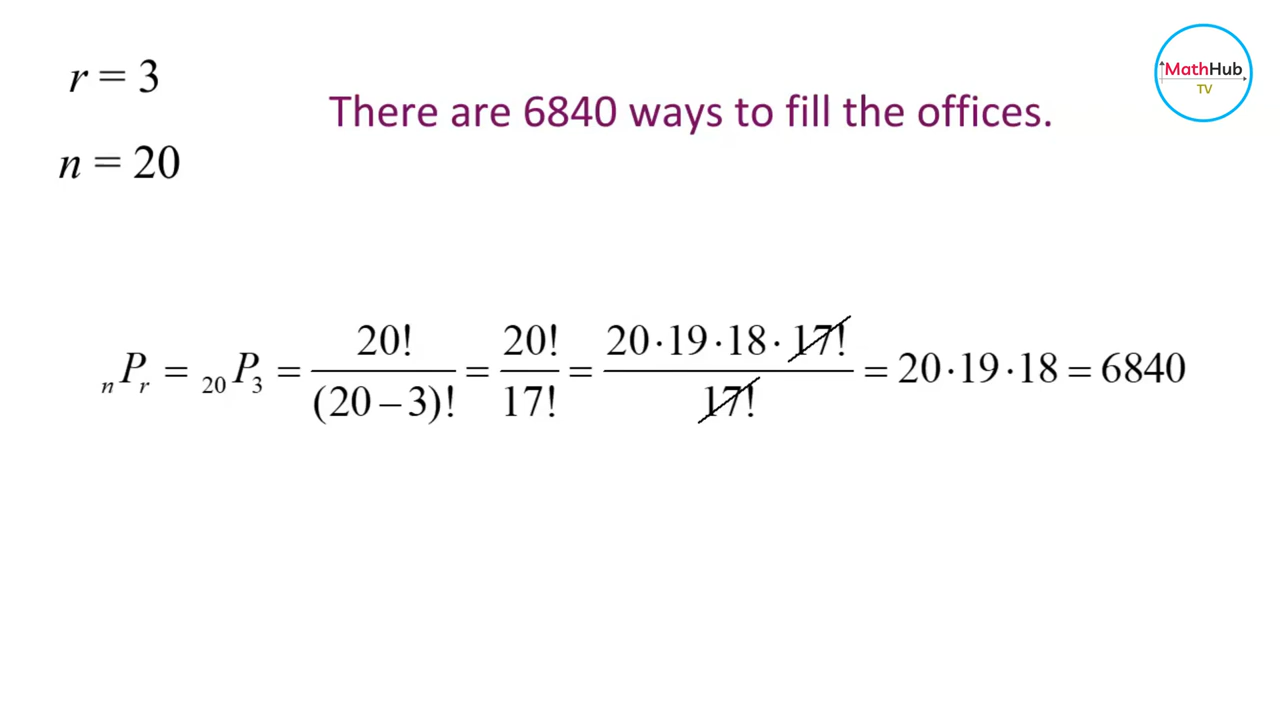 MathHub
TV
r = 3
There are 6840 ways to fill the offices.
n = 20
ₙPᵣ = ₂₀P₃ = 20!/(20 – 3)! = 20!/17! = 20·19·18·17!/17! = 20·19·18 = 6840